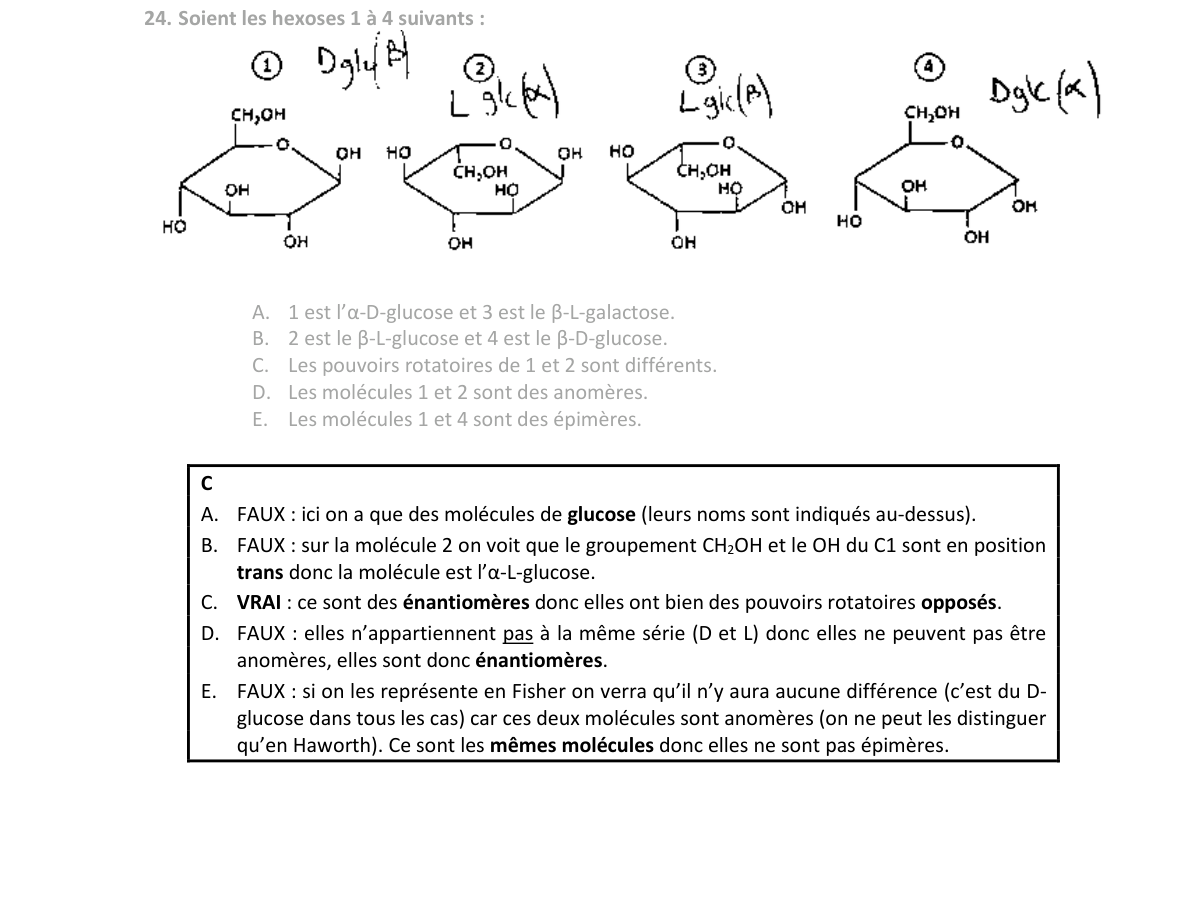 24. Soient les hexoses 1 à 4 suivants :
1 D glu(β) 2 L glc(α) 3 L glc(β) 4 D glc(α)
CH₂OH O OH OH HO OH
HO O OH CH₂OH HO OH
HO O CH₂OH HO OH OH
CH₂OH O OH OH HO OH
A. 1 est l’α-D-glucose et 3 est le β-L-galactose.
B. 2 est le β-L-glucose et 4 est le β-D-glucose.
C. Les pouvoirs rotatoires de 1 et 2 sont différents.
D. Les molécules 1 et 2 sont des anomères.
E. Les molécules 1 et 4 sont des épimères.
C
A. FAUX : ici on a que des molécules de glucose (leurs noms sont indiqués au-dessus).
B. FAUX : sur la molécule 2 on voit que le groupement CH₂OH et le OH du C1 sont en position
trans donc la molécule est l’α-L-glucose.
C. VRAI : ce sont des énantiomères donc elles ont bien des pouvoirs rotatoires opposés.
D. FAUX : elles n’appartiennent pas à la même série (D et L) donc elles ne peuvent pas être
anomères, elles sont donc énantiomères.
E. FAUX : si on les représente en Fisher on verra qu’il n’y aura aucune différence (c’est du D-
glucose dans tous les cas) car ces deux molécules sont anomères (on ne peut les distinguer
qu’en Haworth). Ce sont les mêmes molécules donc elles ne sont pas épimères.